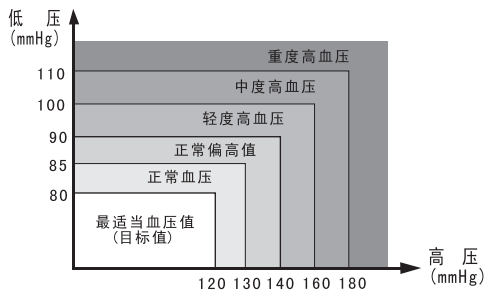 低 压
(mmHg)
重度高血压
110
中度高血压
100
轻度高血压
90
正常偏高值
85
正常血压
80
最适当血压值
(目标值)
120 130 140 160 180
高 压
(mmHg)